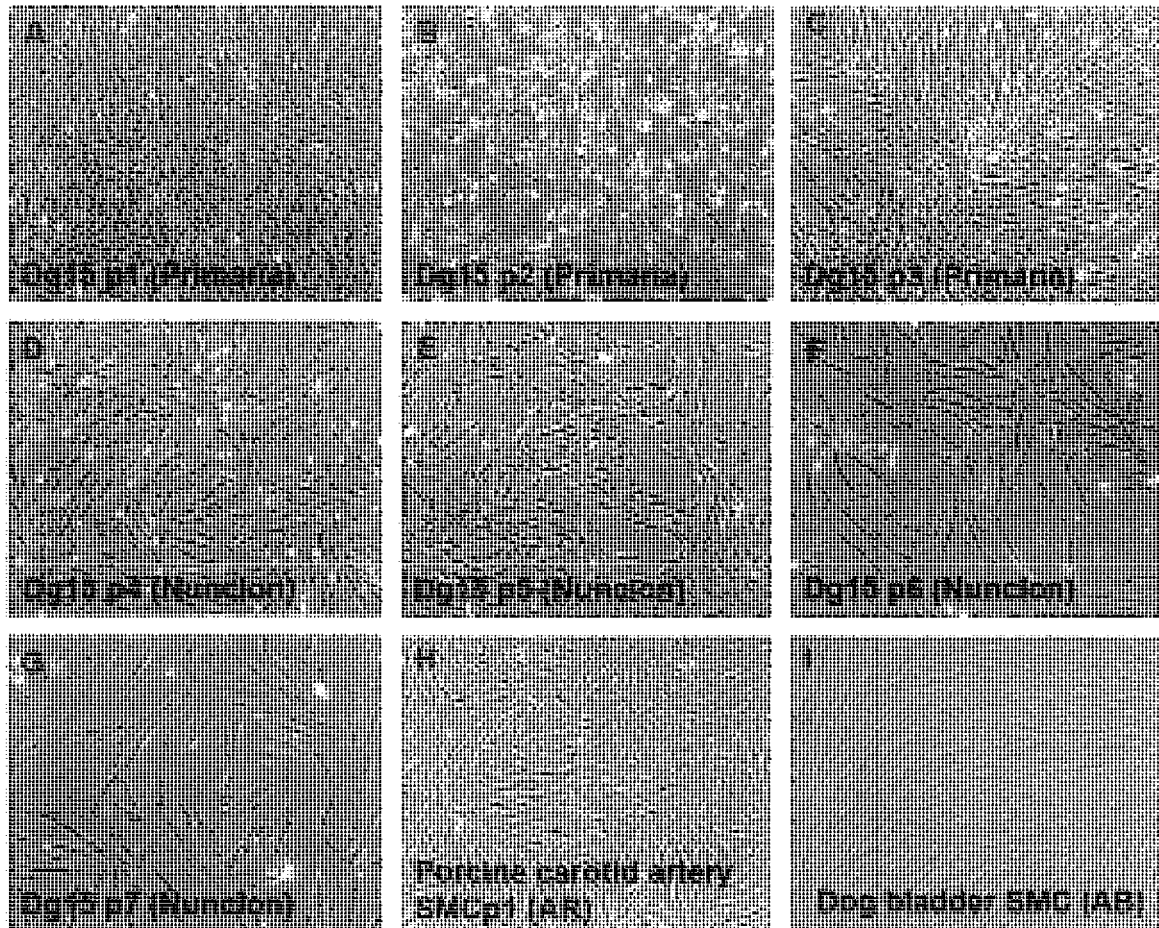 A
Dg15 p1 (Primaria)
B
Dg15 p2 (Primaria)
C
Dg15 p3 (Primaria)
D
Dg15 p4 (Nunclon)
E
Dg15 p5 (Nunclon)
F
Dg15 p6 (Nunclon)
G
Dg15 p7 (Nunclon)
H
Porcine carotid artery
SMCp1 (AR)
I
Dog bladder SMC (AR)